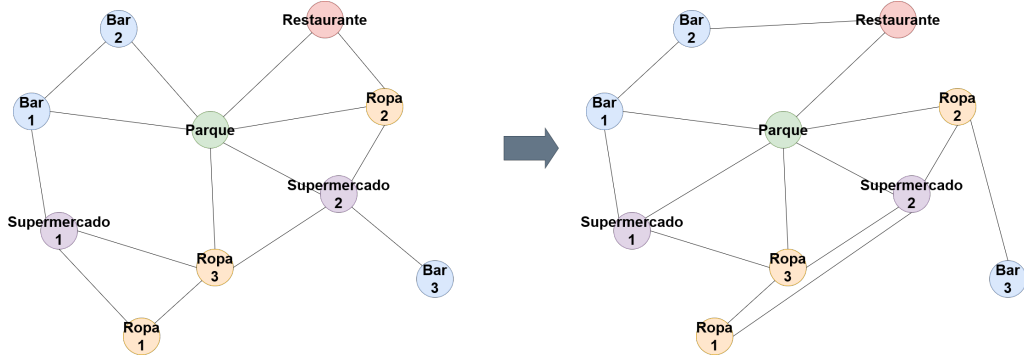 Bar
2
Restaurante
Bar
1
Ropa
2
Parque
Supermercado
2
Supermercado
1
Ropa
3
Bar
3
Ropa
1
Bar
2
Restaurante
Bar
1
Ropa
2
Parque
Supermercado
2
Supermercado
1
Ropa
3
Bar
3
Ropa
1